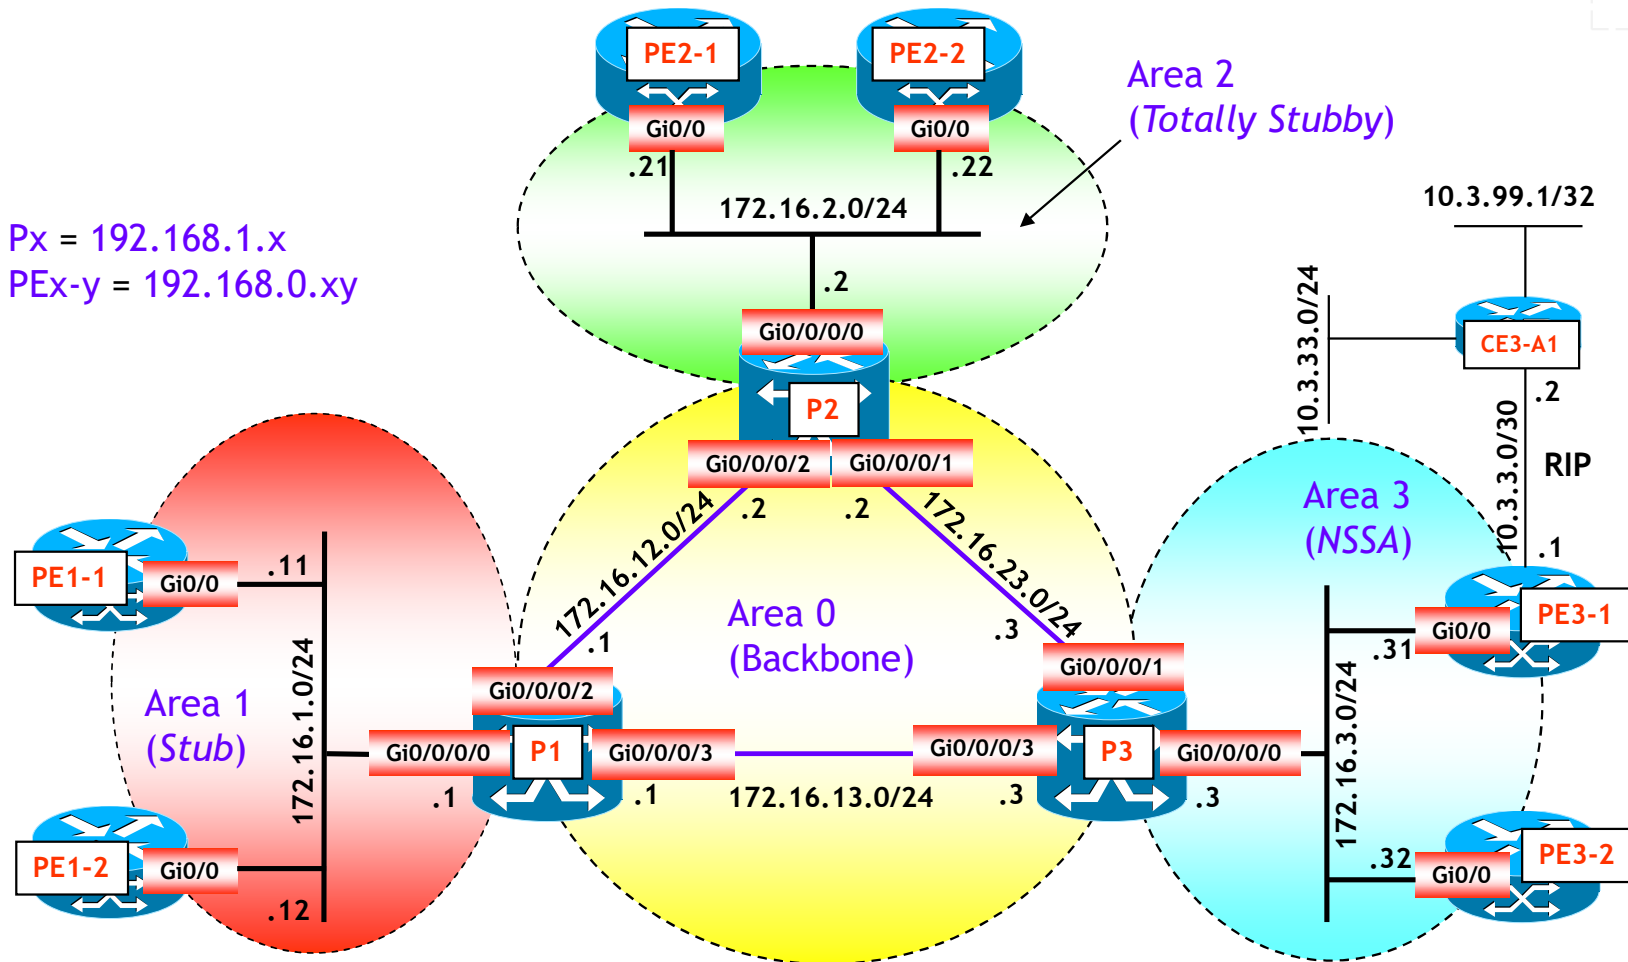 PE2-1
PE2-2
Gi0/0
Gi0/0
.21
.22
172.16.2.0/24
.2
Area 2
(Totally Stubby)
Px = 192.168.1.x
PEx-y = 192.168.0.xy
Gi0/0/0/0
P2
Gi0/0/0/2
Gi0/0/0/1
.2
.2
172.16.12.0/24
172.16.23.0/24
.1
.3
Area 0
(Backbone)
10.3.99.1/32
10.3.33.0/24
CE3-A1
.2
10.3.3.0/30
RIP
.1
Area 3
(NSSA)
PE1-1
Gi0/0
.11
172.16.1.0/24
Area 1
(Stub)
PE1-2
Gi0/0
.12
Gi0/0/0/2
Gi0/0/0/0
P1
Gi0/0/0/3
.1
.1
172.16.13.0/24
Gi0/0/0/1
Gi0/0/0/3
P3
Gi0/0/0/0
.3
.3
172.16.3.0/24
Gi0/0
PE3-1
.31
.32
Gi0/0
PE3-2